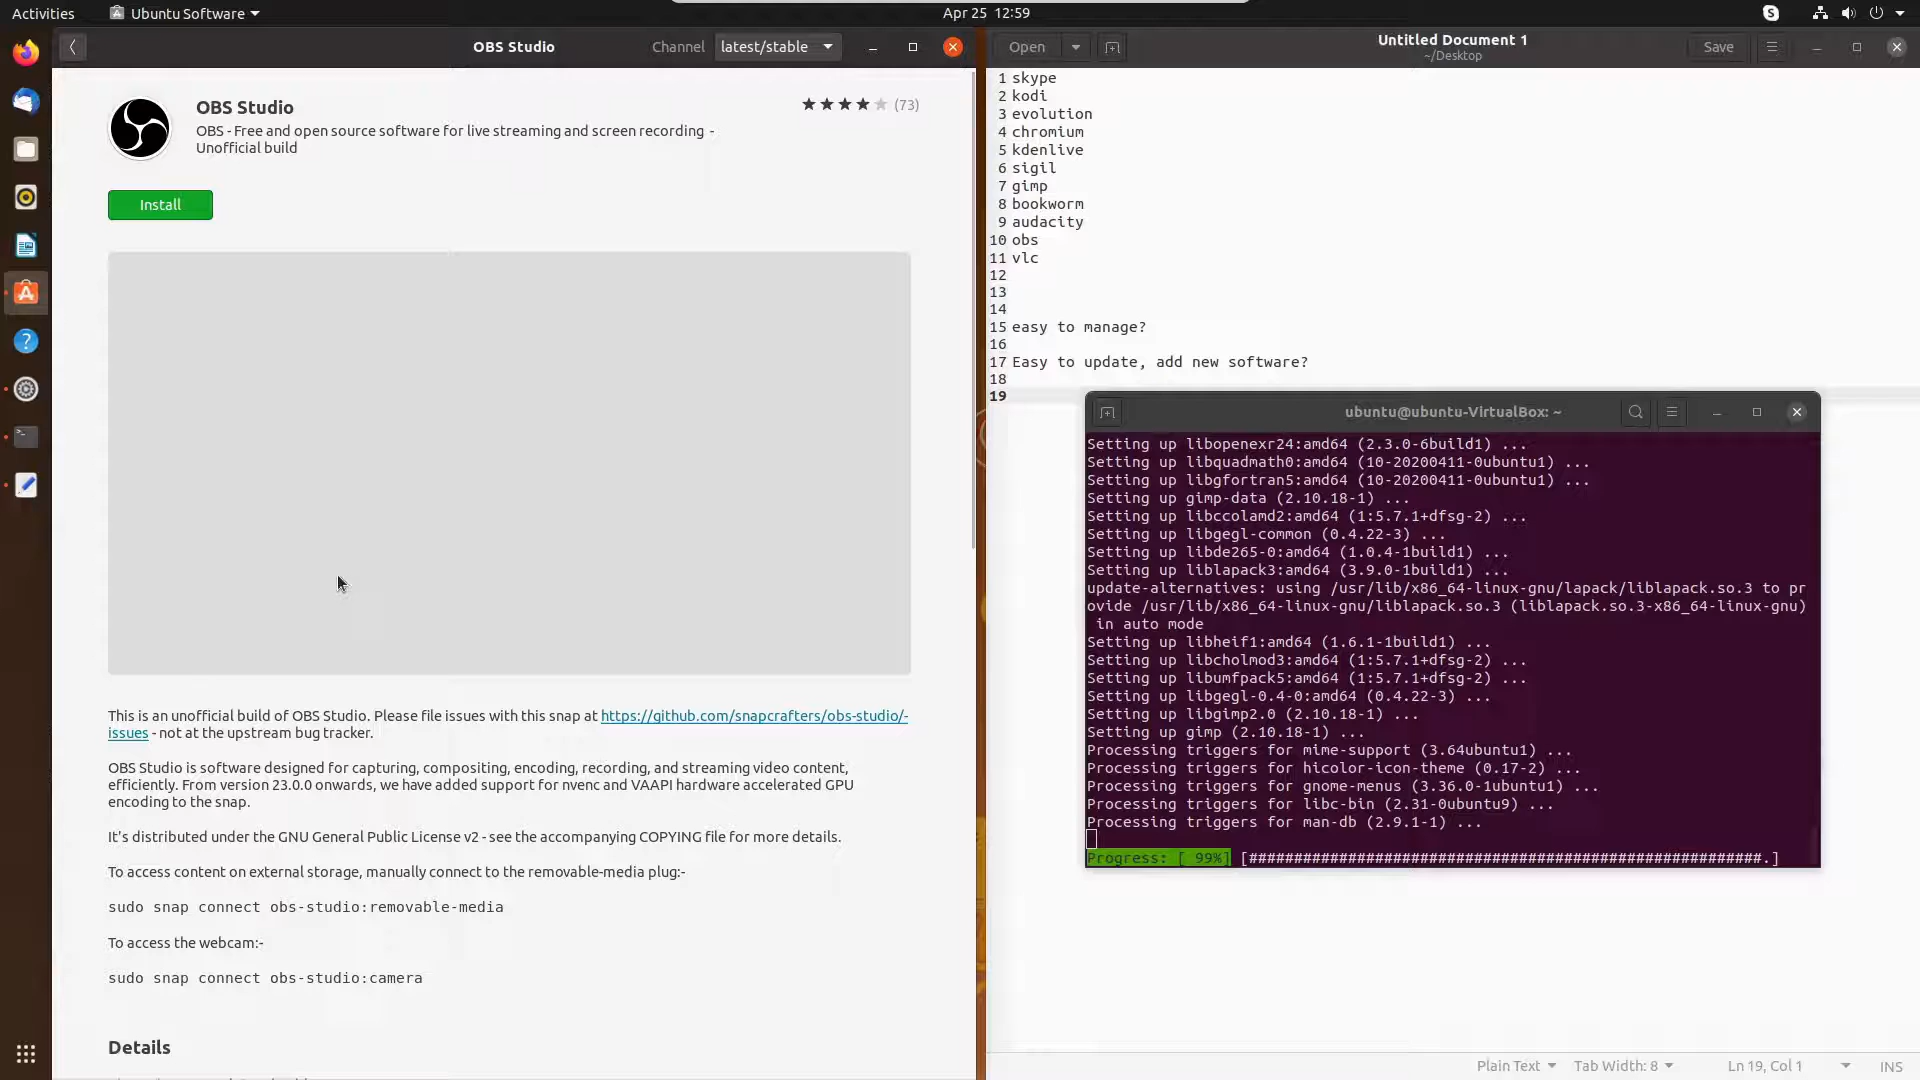 Activities
Ubuntu Software
Apr 25  12:59
OBS Studio
Channel
latest/stable
OBS Studio
(73)
OBS - Free and open source software for live streaming and screen recording  -
Unofficial build
Install
This is an unofficial build of OBS Studio. Please file issues with this snap at https://github.com/snapcrafters/obs-studio/-
issues - not at the upstream bug tracker.
OBS Studio is software designed for capturing, compositing, encoding, recording, and streaming video content,
efficiently. From version 23.0.0 onwards, we have added support for nvenc and VAAPI hardware accelerated GPU
encoding to the snap.
It's distributed under the GNU General Public License v2 - see the accompanying COPYING file for more details.
To access content on external storage, manually connect to the removable-media plug:-
sudo snap connect obs-studio:removable-media
To access the webcam:-
sudo snap connect obs-studio:camera
Details
Open
Untitled Document 1
~/Desktop
Save
1 skype
2 kodi
3 evolution
4 chromium
5 kdenlive
6 sigil
7 gimp
8 bookworm
9 audacity
10 obs
11 vlc
12
13
14
15 easy to manage?
16
17 Easy to update, add new software?
18
19
ubuntu@ubuntu-VirtualBox: ~
Setting up libopenexr24:amd64 (2.3.0-6build1) ...
Setting up libquadmath0:amd64 (10-20200411-0ubuntu1) ...
Setting up libgfortran5:amd64 (10-20200411-0ubuntu1) ...
Setting up gimp-data (2.10.18-1) ...
Setting up libccolamd2:amd64 (1:5.7.1+dfsg-2) ...
Setting up libgegl-common (0.4.22-3) ...
Setting up libde265-0:amd64 (1.0.4-1build1) ...
Setting up liblapack3:amd64 (3.9.0-1build1) ...
update-alternatives: using /usr/lib/x86_64-linux-gnu/lapack/liblapack.so.3 to pr
ovide /usr/lib/x86_64-linux-gnu/liblapack.so.3 (liblapack.so.3-x86_64-linux-gnu)
in auto mode
Setting up libheif1:amd64 (1.6.1-1build1) ...
Setting up libcholmod3:amd64 (1:5.7.1+dfsg-2) ...
Setting up libumfpack5:amd64 (1:5.7.1+dfsg-2) ...
Setting up libgegl-0.4-0:amd64 (0.4.22-3) ...
Setting up libgimp2.0 (2.10.18-1) ...
Setting up gimp (2.10.18-1) ...
Processing triggers for mime-support (3.64ubuntu1) ...
Processing triggers for hicolor-icon-theme (0.17-2) ...
Processing triggers for gnome-menus (3.36.0-1ubuntu1) ...
Processing triggers for libc-bin (2.31-0ubuntu9) ...
Processing triggers for man-db (2.9.1-1) ...
Progress: [ 99%] [#########################################################.]
Plain Text
Tab Width: 8
Ln 19, Col 1
INS